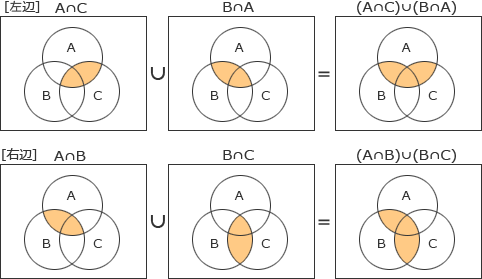 [左辺] A∩C
B∩A
(A∩C)∪(B∩A)
A
B C
∪
A
B C
=
A
B C
[右辺] A∩B
B∩C
(A∩B)∪(B∩C)
A
B C
∪
A
B C
=
A
B C